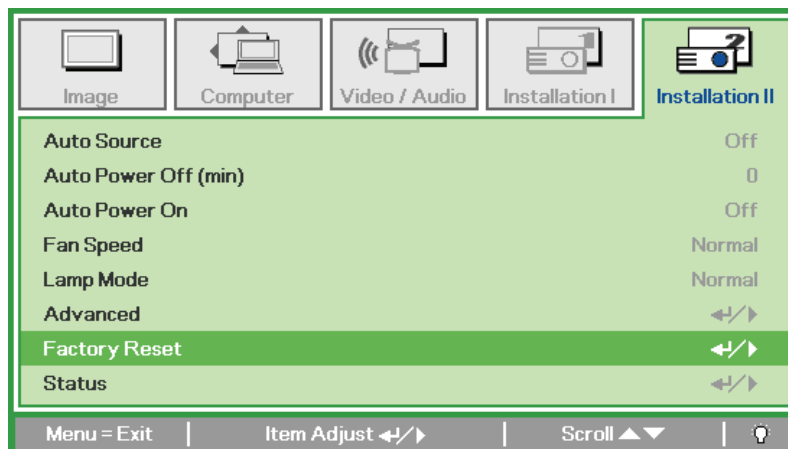 Image Computer Video / Audio Installation I Installation II
Auto Source Off
Auto Power Off (min) 0
Auto Power On Off
Fan Speed Normal
Lamp Mode Normal
Advanced ↵/▶
Factory Reset ↵/▶
Status ↵/▶
Menu = Exit | Item Adjust ↵/▶ | Scroll ▲▼ |